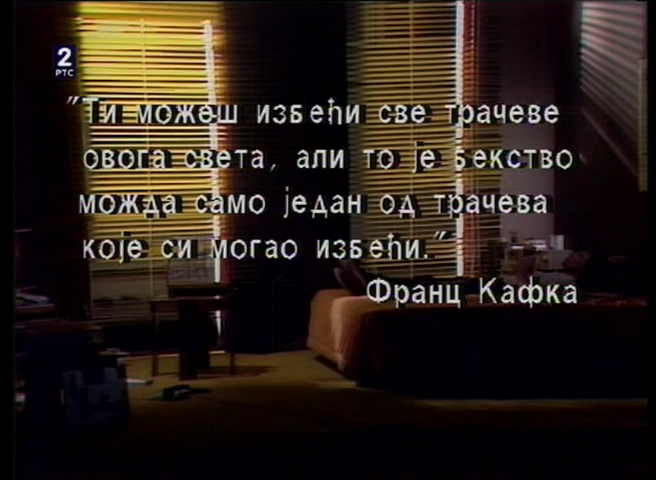 2
РТС
"Ти можеш избећи све трачеве
овога света, али то је бекство
можда само један од трачева
које си могао избећи."
Франц Кафка